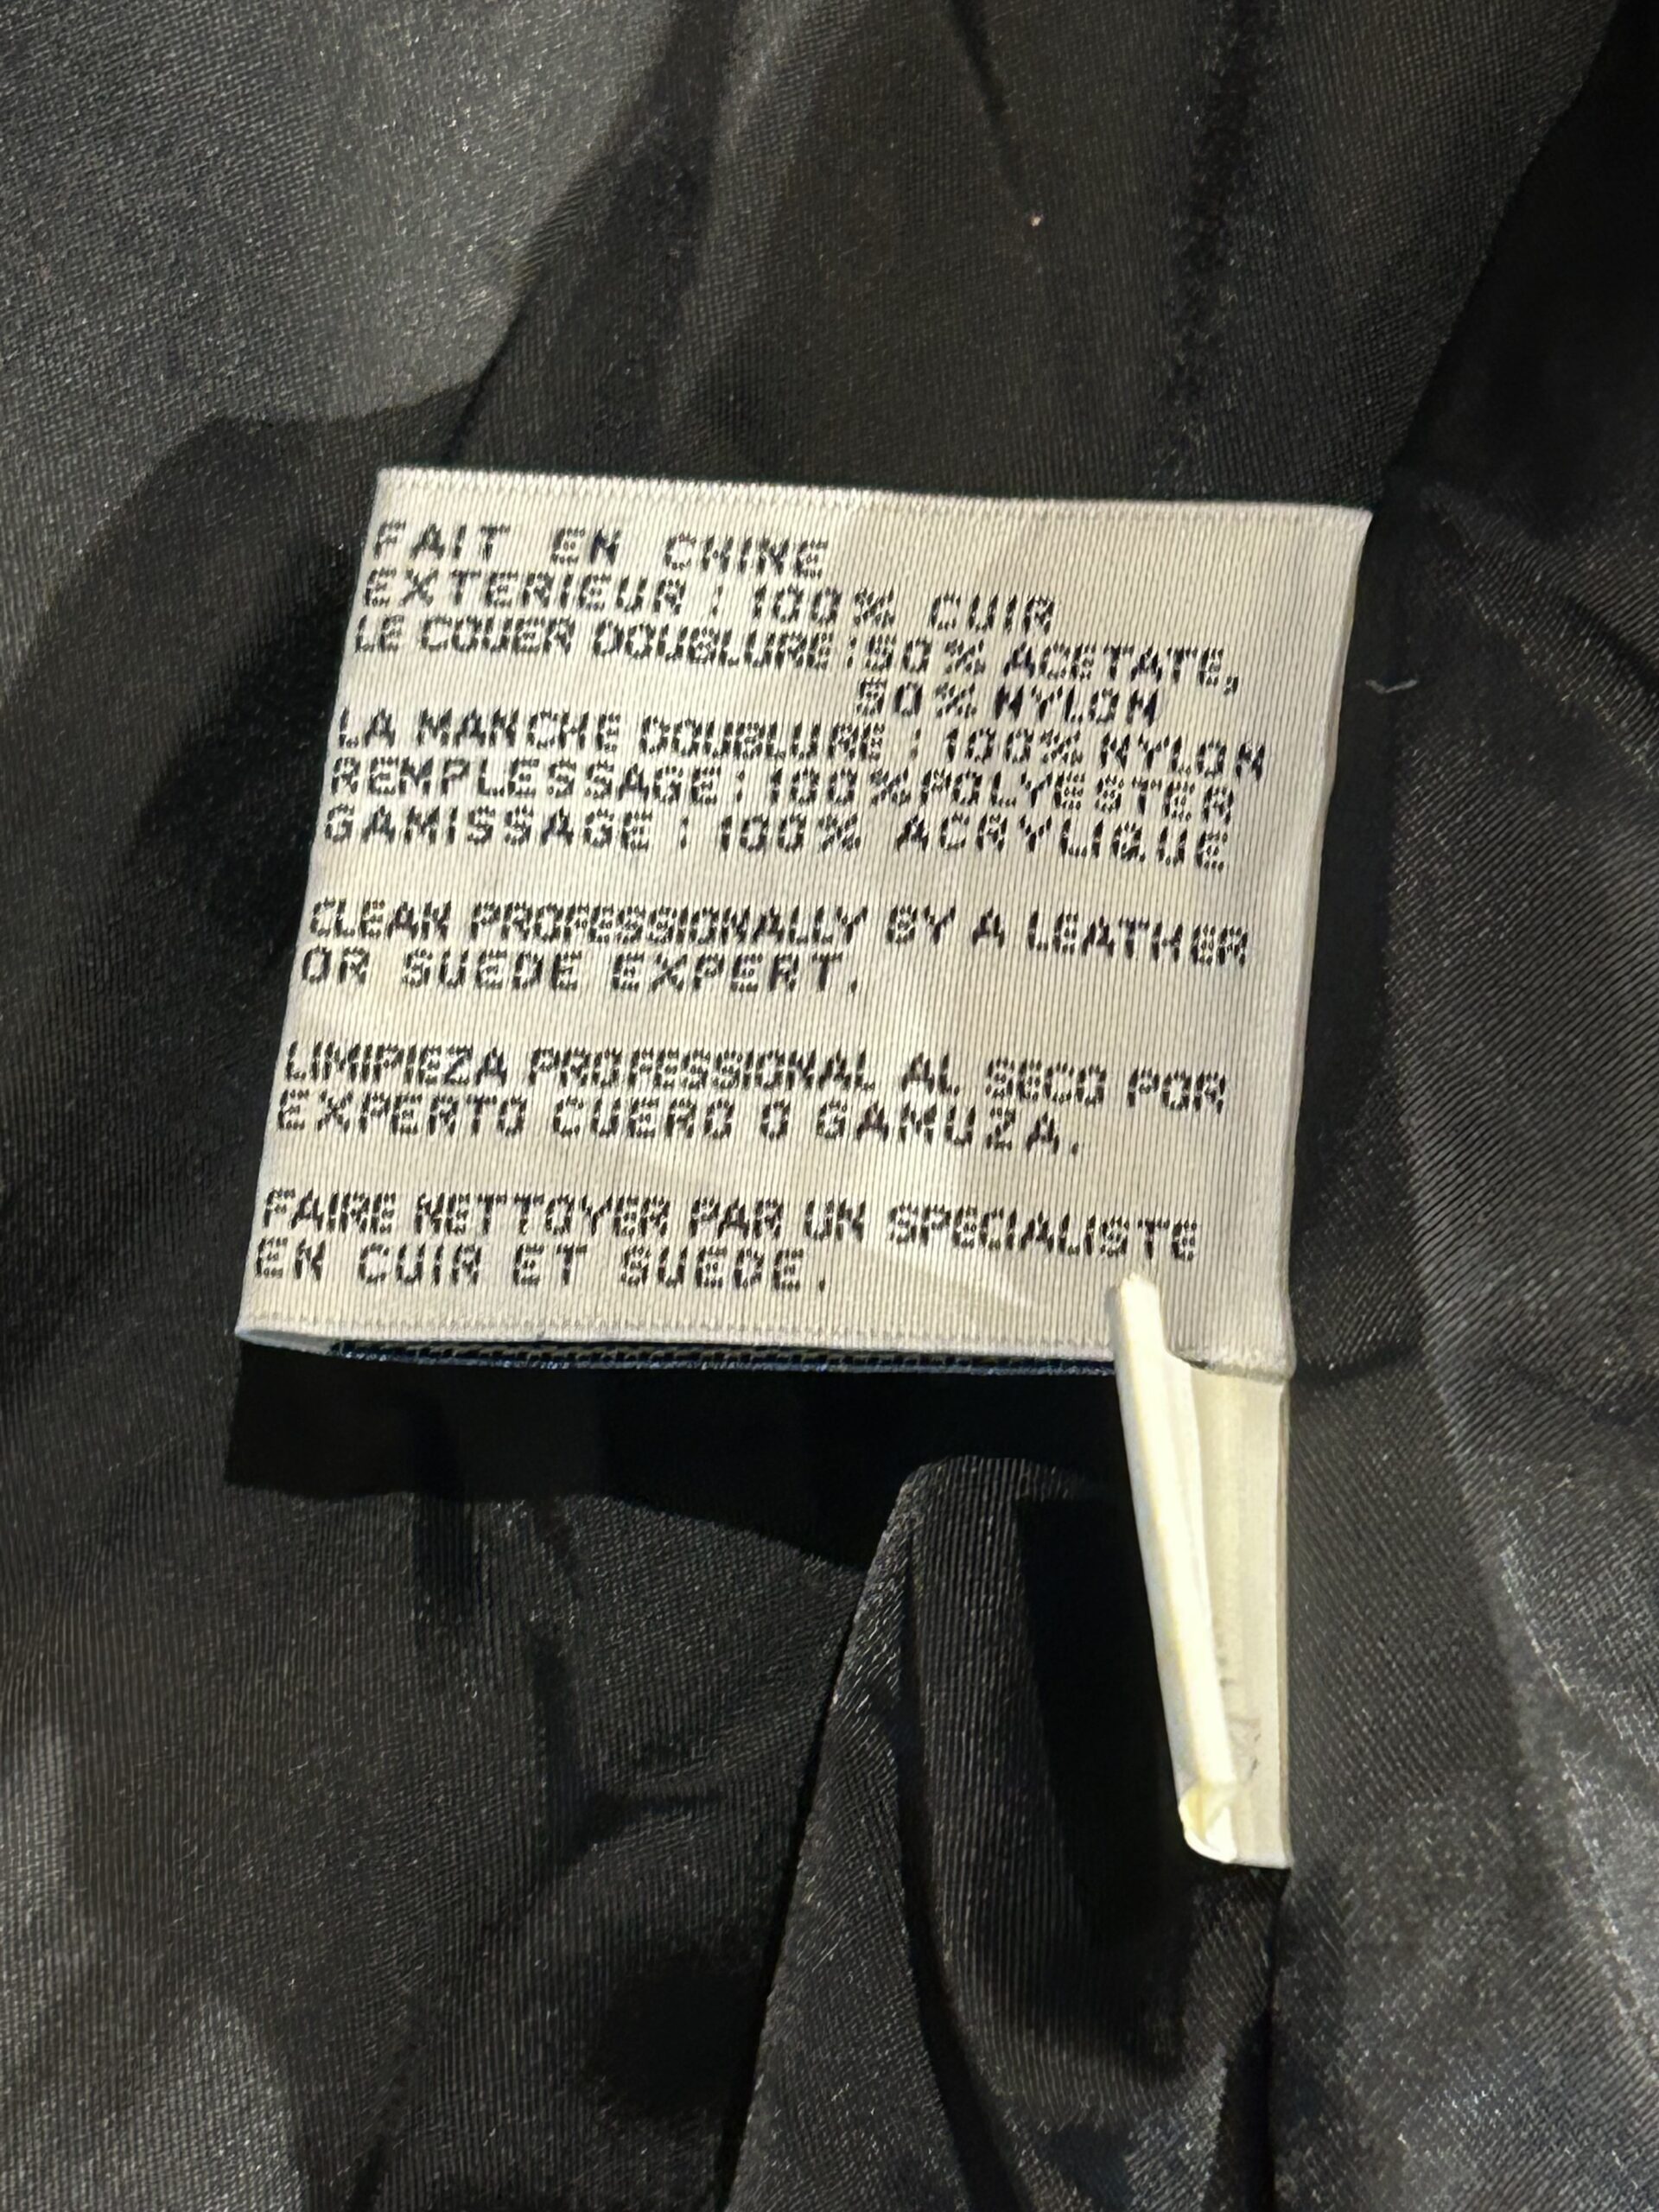 FAIT EN CHINE
EXTERIEUR : 100% CUIR
LE COUER DOUBLURE :50% ACETATE,
50% NYLON
LA MANCHE DOUBLURE : 100% NYLON
REMPLESSAGE: 100%POLYESTER
GAMISSAGE : 100% ACRYLIQUE
CLEAN PROFESSIONALLY BY A LEATHER
OR SUEDE EXPERT.
LIMIPIEZA PROFESSIONAL AL SECO POR
EXPERTO CUERO O GAMUZA.
FAIRE NETTOYER PAR UN SPECIALISTE
EN CUIR ET SUEDE.